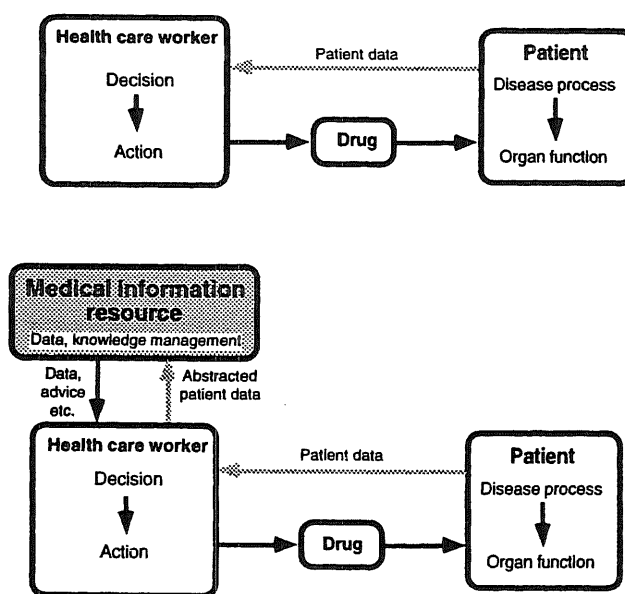 Health care worker
Patient data
Patient
Decision
Disease process
Action
Drug
Organ function
Medical information
resource
Data, knowledge management
Data,
advice
etc.
Abstracted
patient data
Health care worker
Patient data
Patient
Decision
Disease process
Action
Drug
Organ function